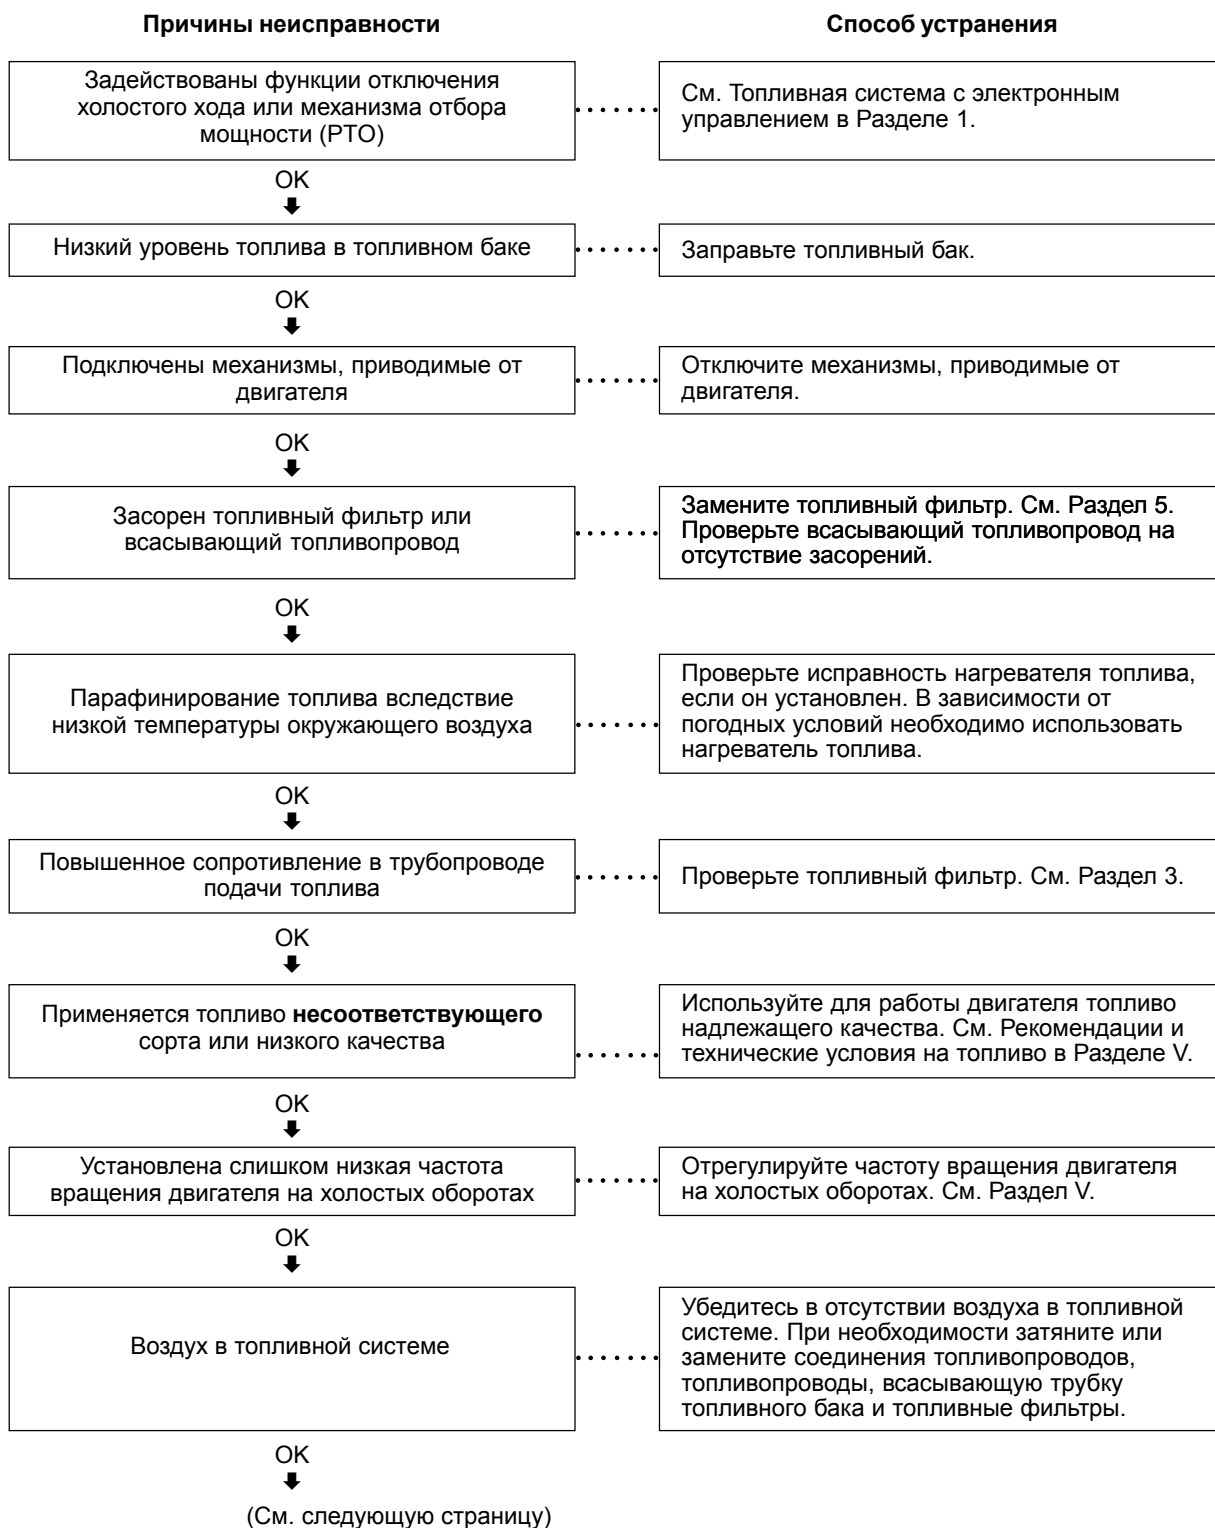 Причины неисправности
Способ устранения
Задействованы функции отключения
холостого хода или механизма отбора
мощности (PTO)
См. Топливная система с электронным
управлением в Разделе 1.
OK
Низкий уровень топлива в топливном баке
Заправьте топливный бак.
OK
Подключены механизмы, приводимые от
двигателя
Отключите механизмы, приводимые от
двигателя.
OK
Засорен топливный фильтр или
всасывающий топливопровод
Замените топливный фильтр. См. Раздел 5.
Проверьте всасывающий топливопровод на
отсутствие засорений.
OK
Парафинирование топлива вследствие
низкой температуры окружающего воздуха
Проверьте исправность нагревателя топлива,
если он установлен. В зависимости от
погодных условий необходимо использовать
нагреватель топлива.
OK
Повышенное сопротивление в трубопроводе
подачи топлива
Проверьте топливный фильтр. См. Раздел 3.
OK
Применяется топливо несоответствующего
сорта или низкого качества
Используйте для работы двигателя топливо
надлежащего качества. См. Рекомендации и
технические условия на топливо в Разделе V.
OK
Установлена слишком низкая частота
вращения двигателя на холостых оборотах
Отрегулируйте частоту вращения двигателя
на холостых оборотах. См. Раздел V.
OK
Воздух в топливной системе
Убедитесь в отсутствии воздуха в топливной
системе. При необходимости затяните или
замените соединения топливопроводов,
топливопроводы, всасывающую трубку
топливного бака и топливные фильтры.
OK
(См. следующую страницу)